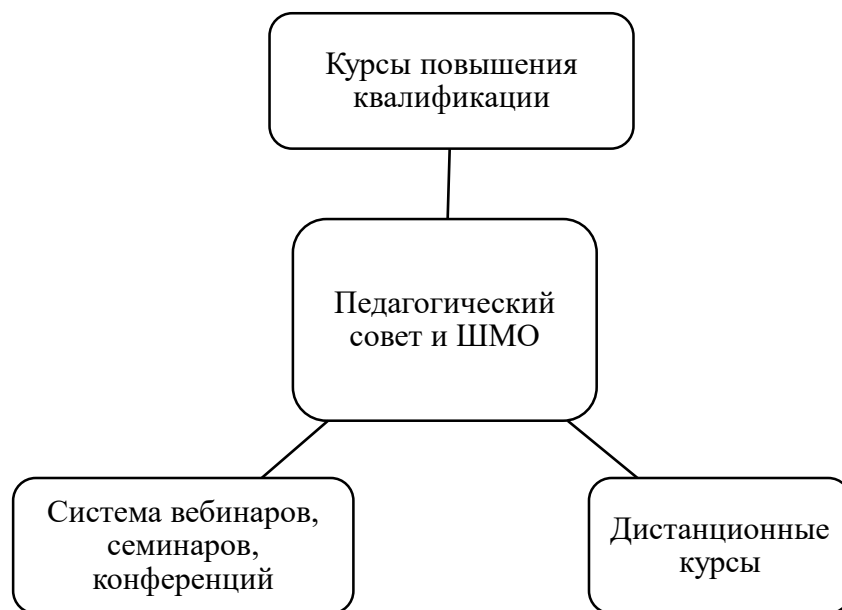 Курсы повышения
квалификации
Педагогический
совет и ШМО
Система вебинаров,
семинаров,
конференций
Дистанционные
курсы